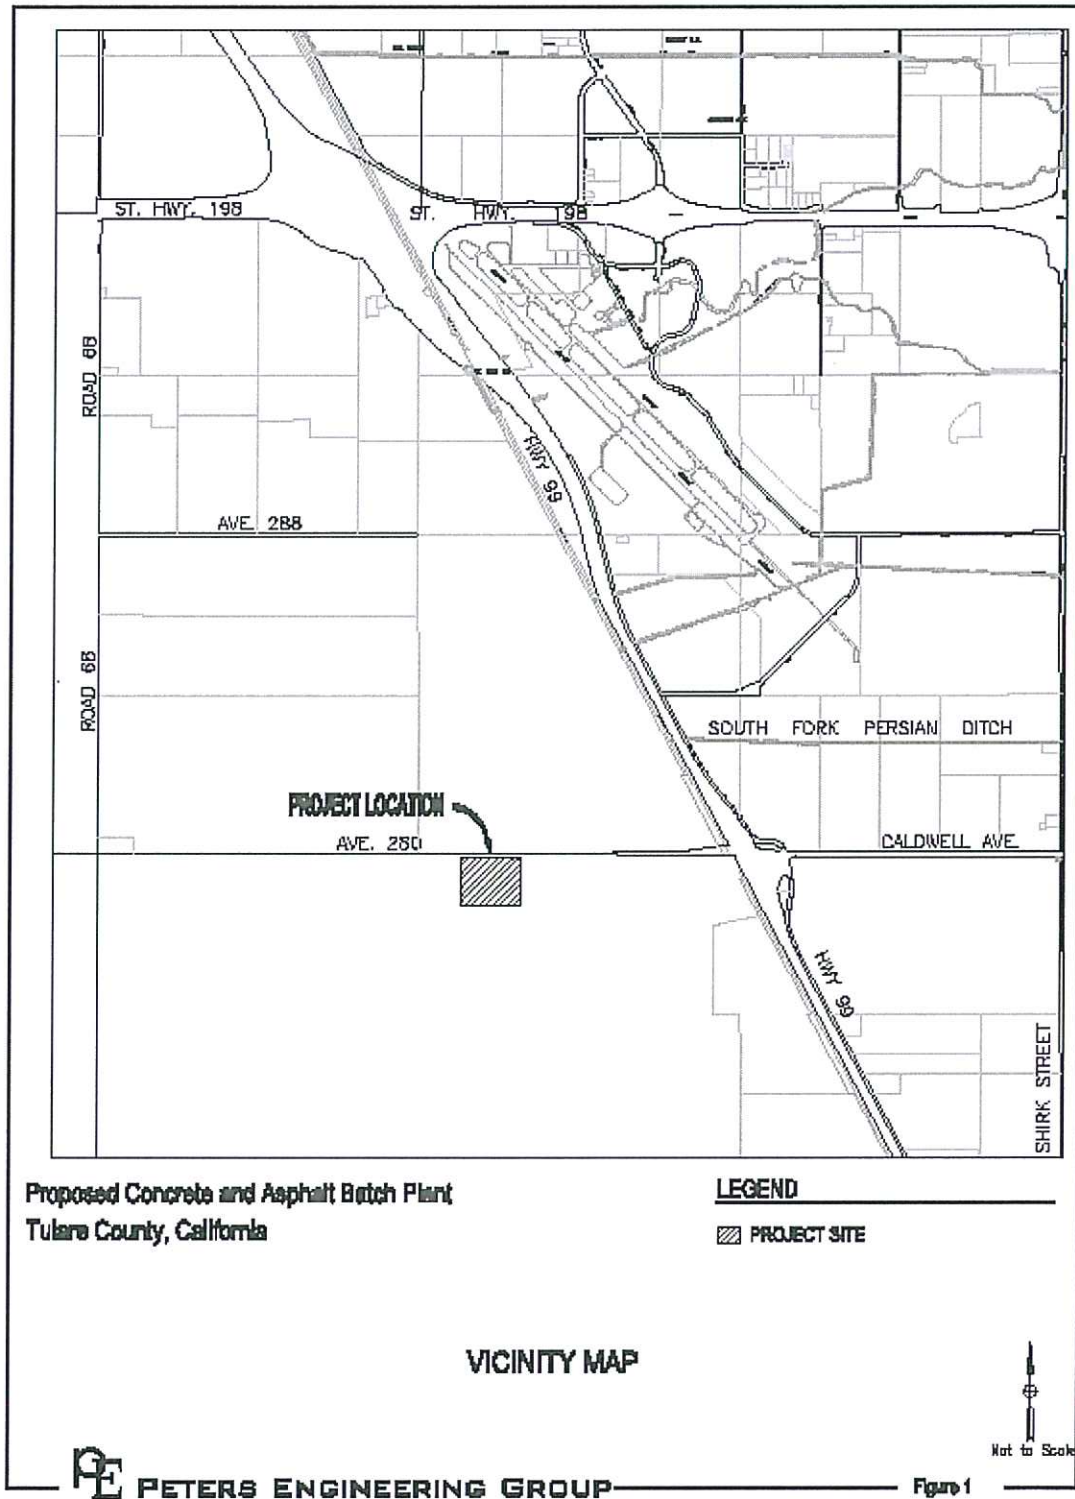 ST. HWY. 198
ST. HWY. 198
ROAD 68
HWY 99
AVE. 288
ROAD 68
SOUTH FORK PERSIAN DITCH
PROJECT LOCATION
AVE. 280
CALDWELL AVE.
HWY 99
SHIRK STREET
Proposed Concrete and Asphalt Batch Plant
Tulare County, California
LEGEND
PROJECT SITE
VICINITY MAP
Not to Scale
PE PETERS ENGINEERING GROUP
Figure 1